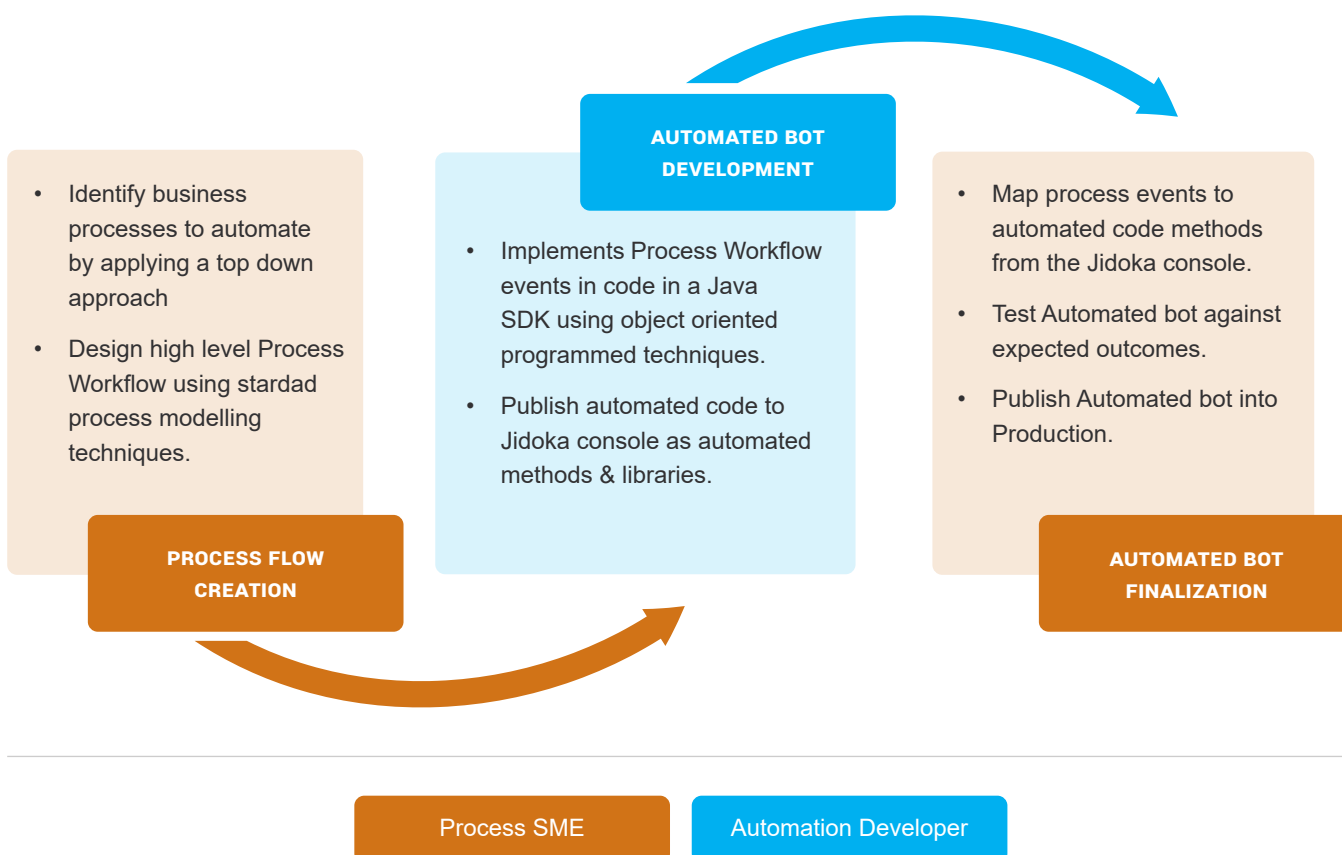 • Identify business
processes to automate
by applying a top down
approach
• Design high level Process
Workflow using stardad
process modelling
techniques.
PROCESS FLOW
CREATION
AUTOMATED BOT
DEVELOPMENT
• Implements Process Workflow
events in code in a Java
SDK using object oriented
programmed techniques.
• Publish automated code to
Jidoka console as automated
methods & libraries.
• Map process events to
automated code methods
from the Jidoka console.
• Test Automated bot against
expected outcomes.
• Publish Automated bot into
Production.
AUTOMATED BOT
FINALIZATION
Process SME
Automation Developer